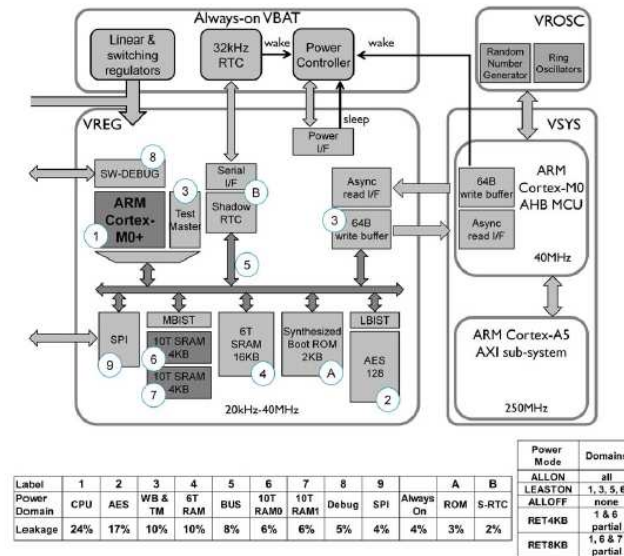 Always-on VBAT
Linear &
switching
regulators
32kHz
RTC
wake
Power
Controller
wake
VROSC
Random
Number
Generator
Ring
Oscillators
sleep
VREG
Power
I/F
VSYS
8
SW-DEBUG
ARM
Cortex-
M0+
1
3
Test
Master
Serial
I/F
B
Shadow
RTC
5
Async
read I/F
3
64B
write buffer
64B
write buffer
Async
read I/F
ARM
Cortex-M0
AHB MCU
40MHz
SPI
9
MBIST
10T SRAM
4KB
6
10T SRAM
4KB
7
6T
SRAM
16KB
4
Synthesized
Boot ROM
2KB
A
LBIST
AES
128
2
20kHz-40MHz
ARM Cortex-A5
AXI sub-system
250MHz
Label 1 2 3 4 5 6 7 8 9 A B
Power Domain CPU AES WB & TM 6T RAM BUS 10T RAM0 10T RAM1 Debug SPI Always On ROM S-RTC
Leakage 24% 17% 10% 10% 8% 6% 6% 5% 4% 4% 3% 2%
Power Mode Domains
ALLON all
LEASTON 1, 3, 5, 6
ALLOFF none
RET4KB 1 & 6 partial
RET8KB 1, 6 & 7 partial